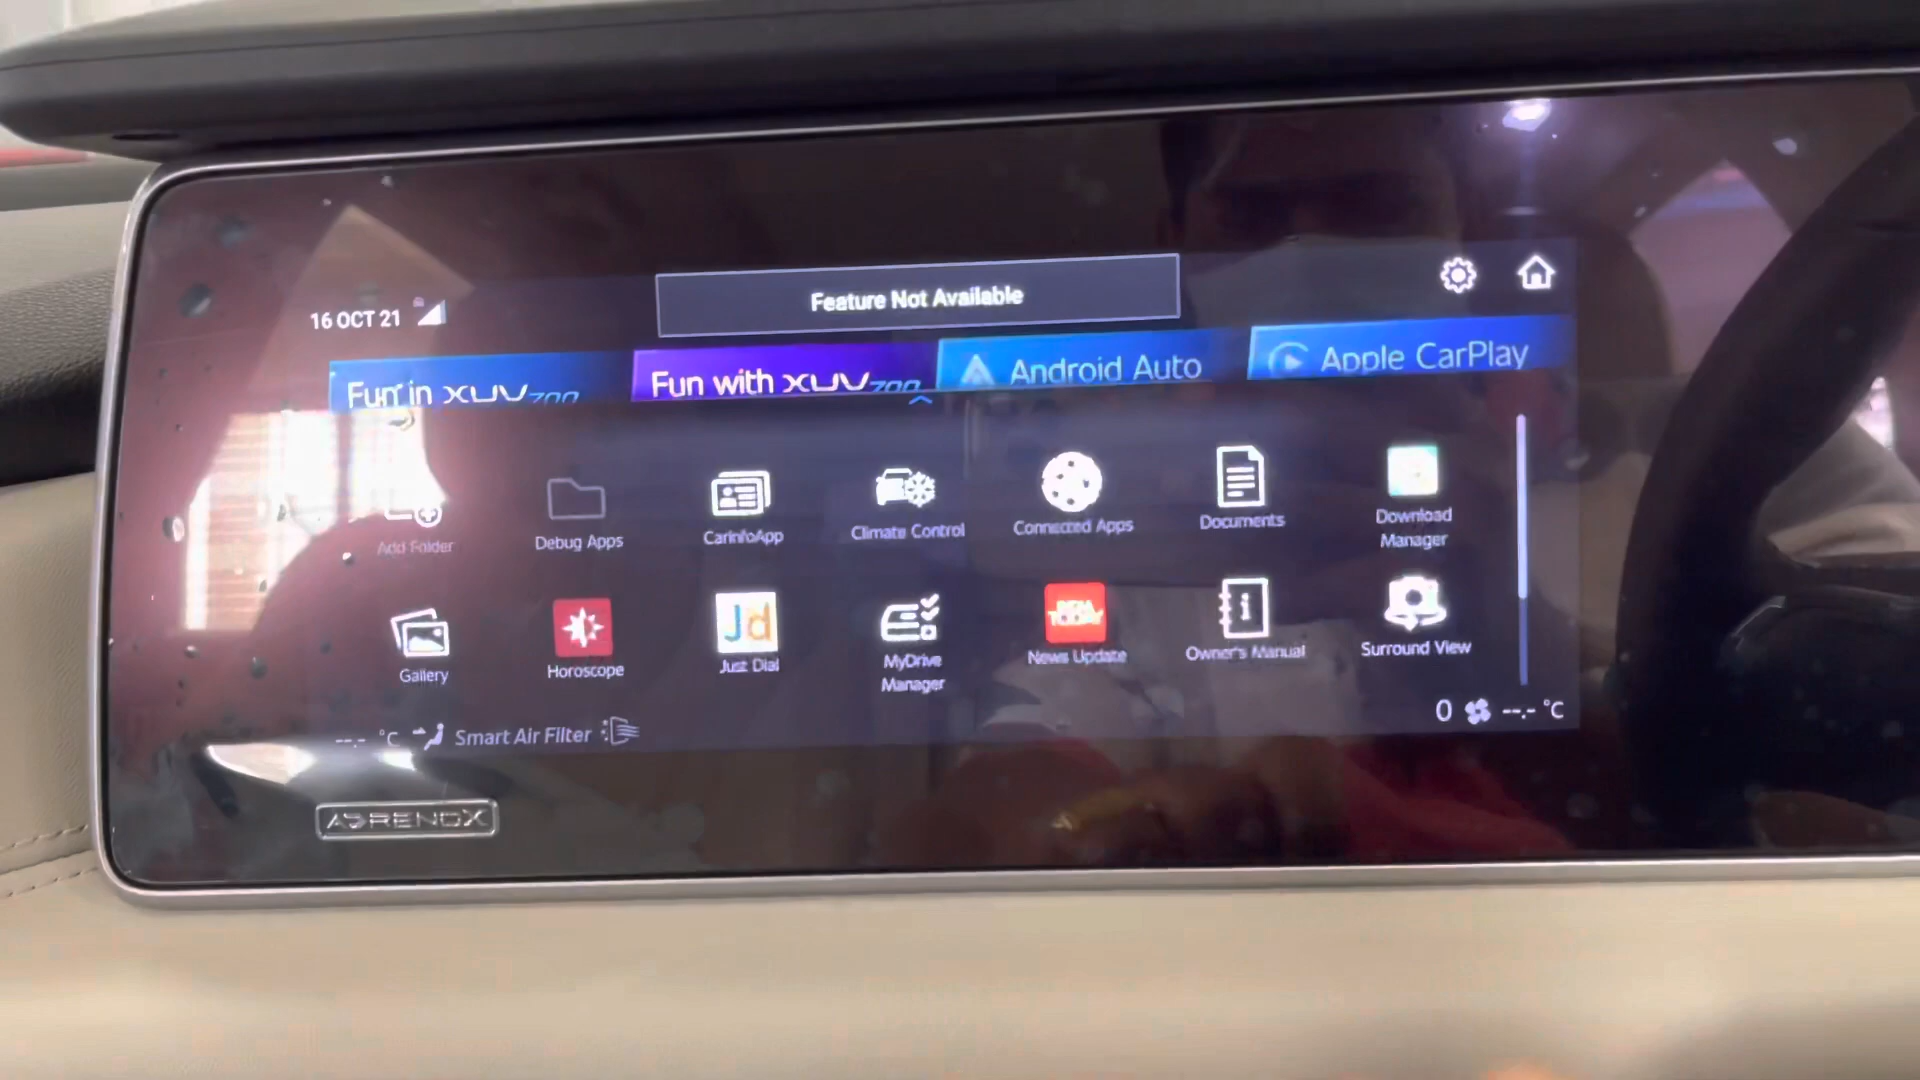 Feature Not Available
16 OCT 21
Fun in XUV700
Fun with XUV700
Android Auto
Apple CarPlay
Add Folder
Debug Apps
CarInfoApp
Climate Control
Connected Apps
Documents
Download
Manager
Gallery
Horoscope
Jd
Just Dial
MyDrive
Manager
TODAY
News Update
Owner's Manual
Surround View
--.- °C
Smart Air Filter
0
--.- °C
ADRENOX